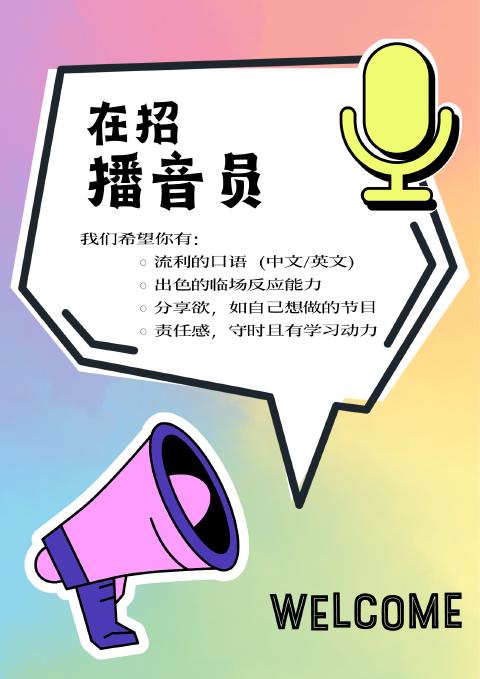 在招
播音员
我们希望你有:
○ 流利的口语 (中文/英文)
○ 出色的临场反应能力
○ 分享欲，如自己想做的节目
○ 责任感，守时且有学习动力
WELCOME